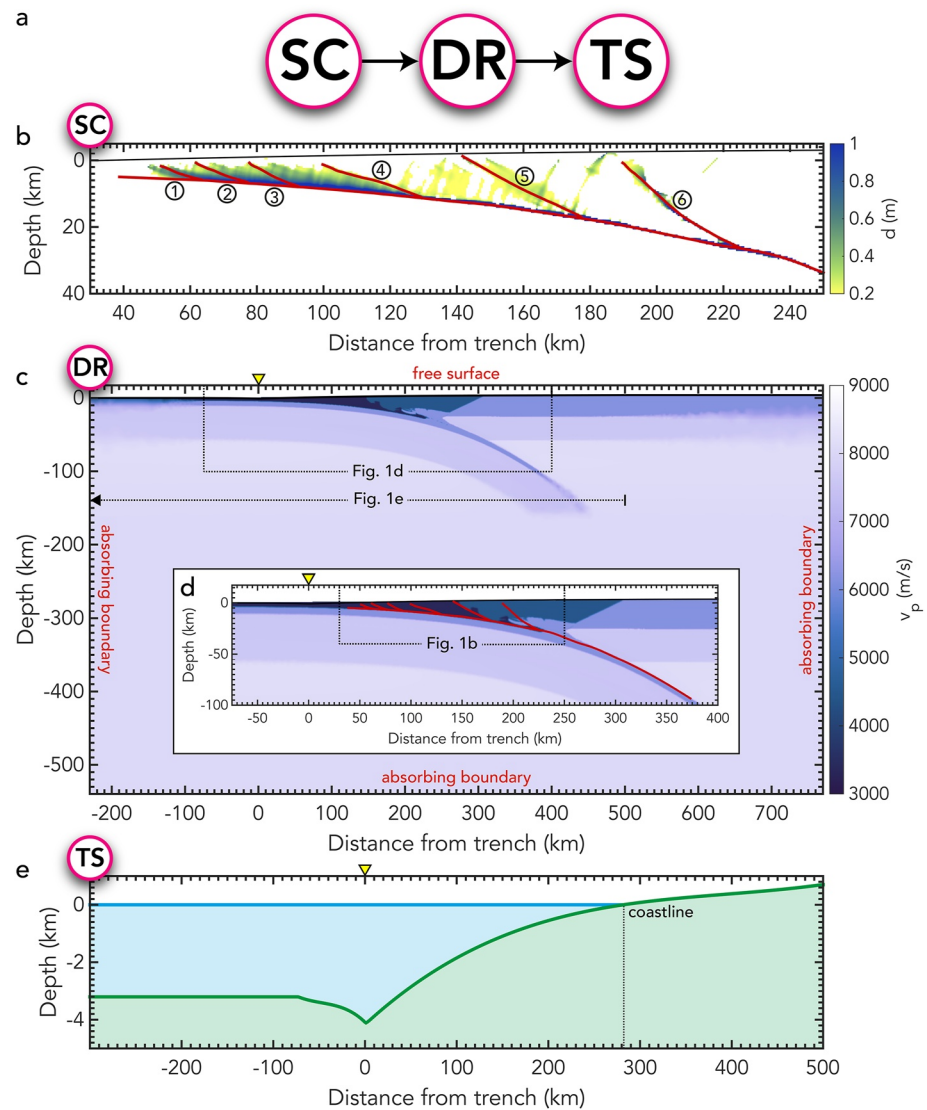 a
SC DR TS
b
SC
Depth (km)
0
20
40
1 2 3 4 5 6
40 60 80 100 120 140 160 180 200 220 240
Distance from trench (km)
1
0.8
0.6
0.4
0.2
d (m)
c
DR
free surface
Depth (km)
0
-100
-200
-300
-400
-500
Fig. 1d
Fig. 1e
absorbing boundary
absorbing boundary
absorbing boundary
d
Depth (km)
0
-50
-100
Fig. 1b
-50 0 50 100 150 200 250 300 350 400
Distance from trench (km)
-200 -100 0 100 200 300 400 500 600 700
Distance from trench (km)
9000
8000
7000
6000
5000
4000
3000
vp (m/s)
TS
e
Depth (km)
0
-2
-4
coastline
-200 -100 0 100 200 300 400 500
Distance from trench (km)